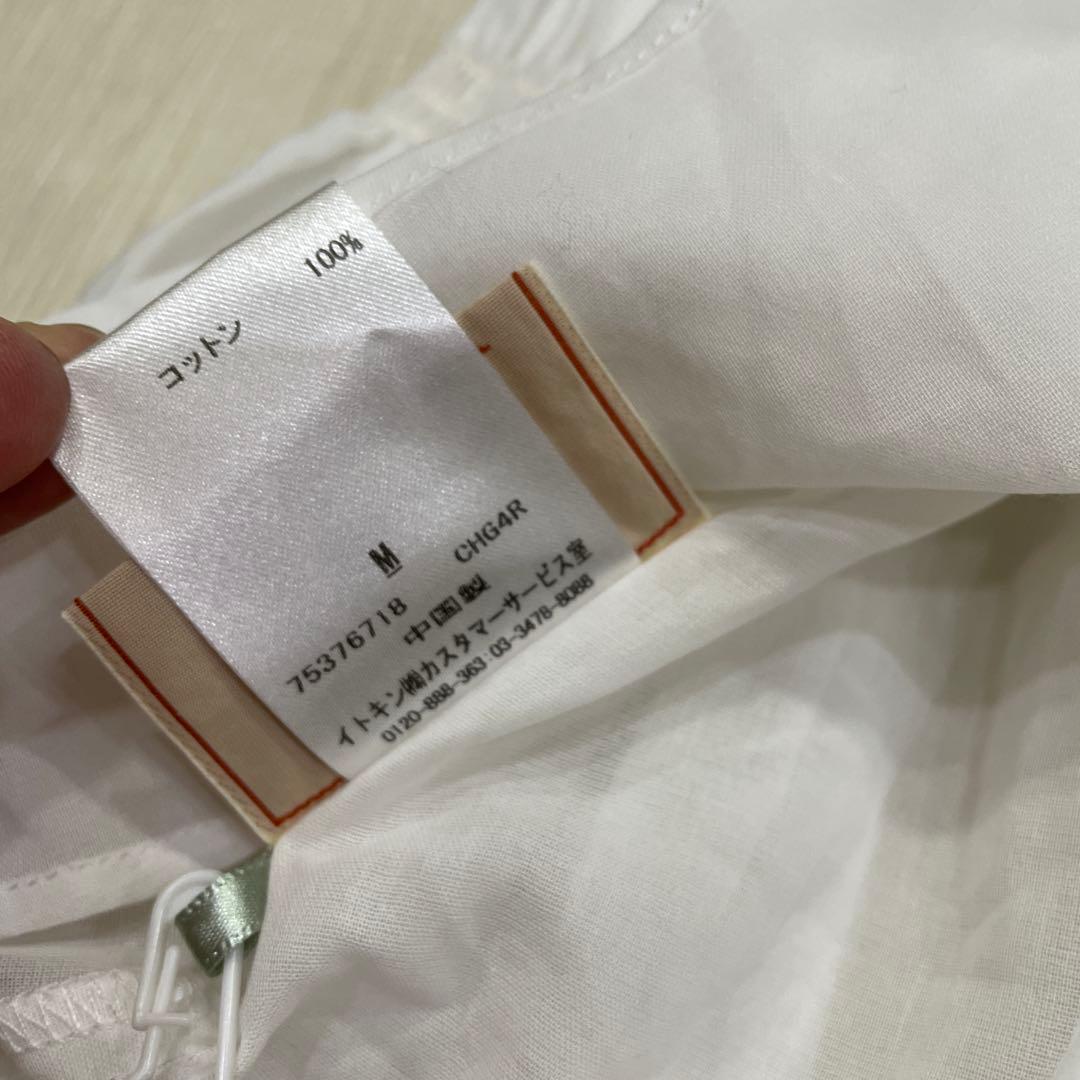 コットン 100%
M
75376718 CHG4R
中国製
イトキン㈱カスタマーサービス室
0120-888-363:03-3478-8088